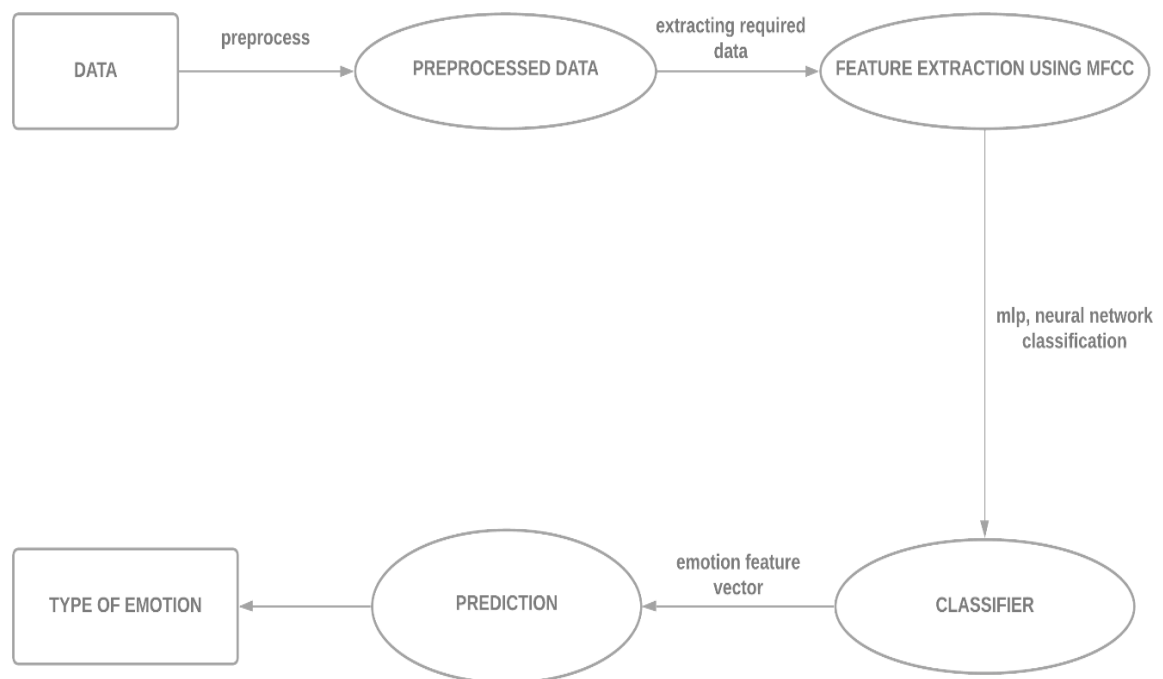 DATA
preprocess
PREPROCESSED DATA
extracting required
data
FEATURE EXTRACTION USING MFCC
mlp, neural network
classification
CLASSIFIER
emotion feature
vector
PREDICTION
TYPE OF EMOTION